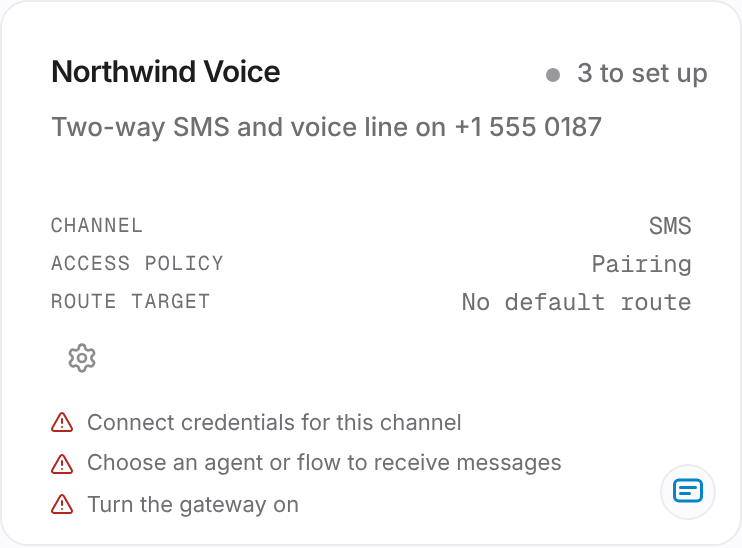 Northwind Voice
3 to set up
Two-way SMS and voice line on +1 555 0187
CHANNEL SMS
ACCESS POLICY Pairing
ROUTE TARGET No default route
Connect credentials for this channel
Choose an agent or flow to receive messages
Turn the gateway on